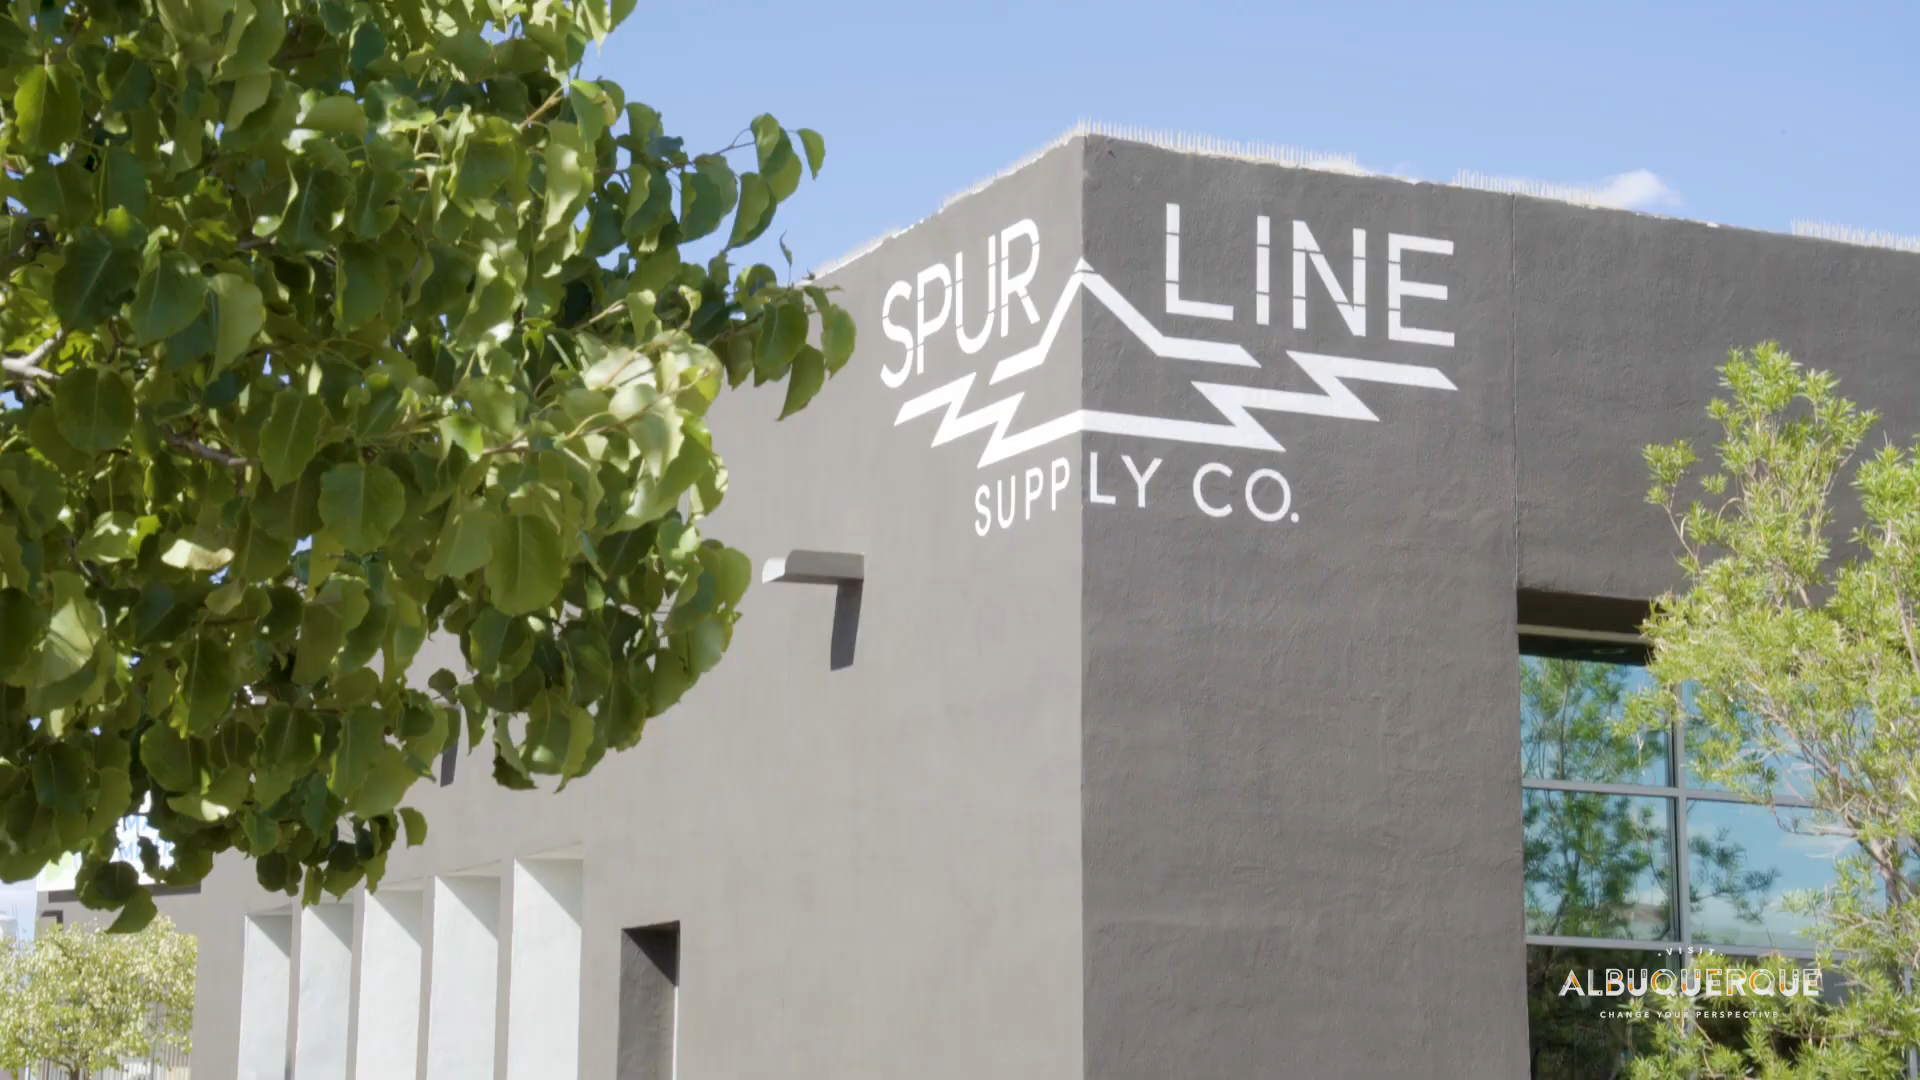 SPUR LINE
SUPPLY CO.
VISIT
ALBUQUERQUE
CHANGE YOUR PERSPECTIVE